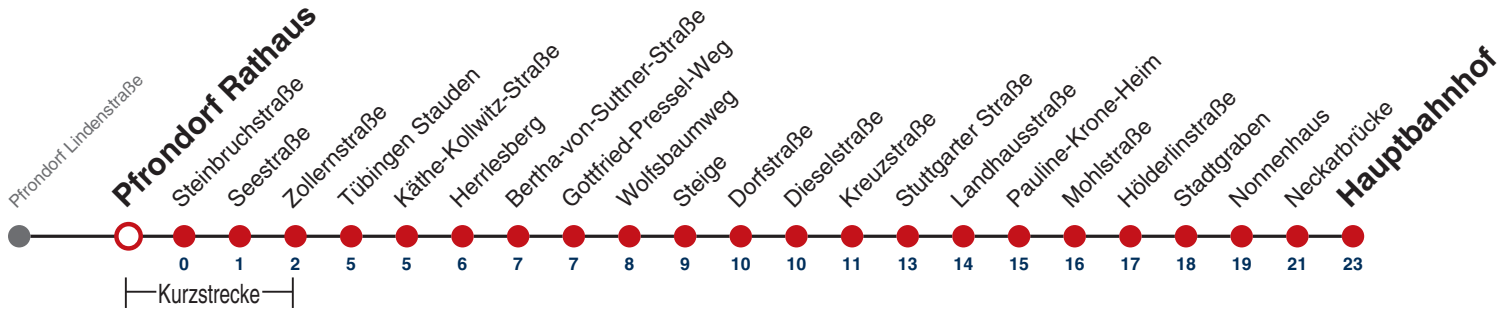 Pfrondorf Lindenstraße
Pfrondorf Rathaus
Steinbruchstraße
Seestraße
Zollernstraße
Tübingen Stauden
Käthe-Kollwitz-Straße
Herrlesberg
Bertha-von-Suttner-Straße
Gottfried-Pressel-Weg
Wolfsbaumweg
Steige
Dorfstraße
Dieselstraße
Kreuzstraße
Stuttgarter Straße
Landhausstraße
Pauline-Krone-Heim
Mohlstraße
Hölderlinstraße
Stadtgraben
Nonnenhaus
Neckarbrücke
Hauptbahnhof
0 1 2 5 5 6 7 7 8 9 10 10 11 13 14 15 16 17 18 19 21 23
Kurzstrecke